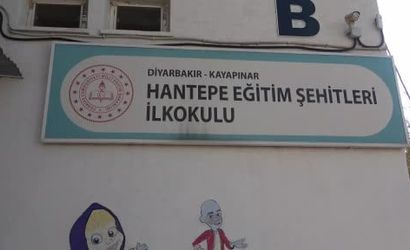 B
DİYARBAKIR - KAYAPINAR
HANTEPE EĞİTİM ŞEHİTLERİ
İLKOKULU